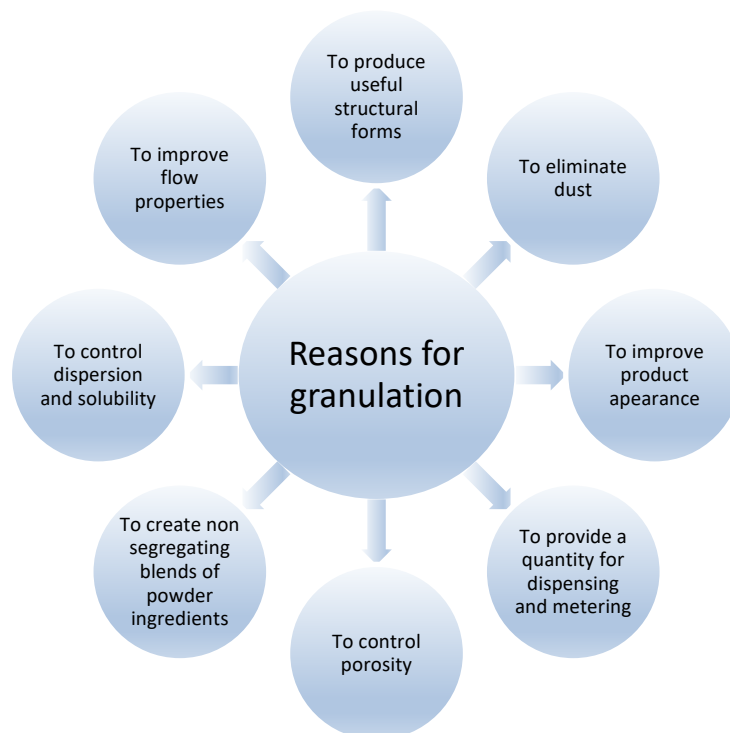 Reasons for
granulation
To produce
useful
structural
forms
To eliminate
dust
To improve
product
apearance
To provide a
quantity for
dispensing
and metering
To control
porosity
To create non
segregating
blends of
powder
ingredients
To control
dispersion
and solubility
To improve
flow
properties